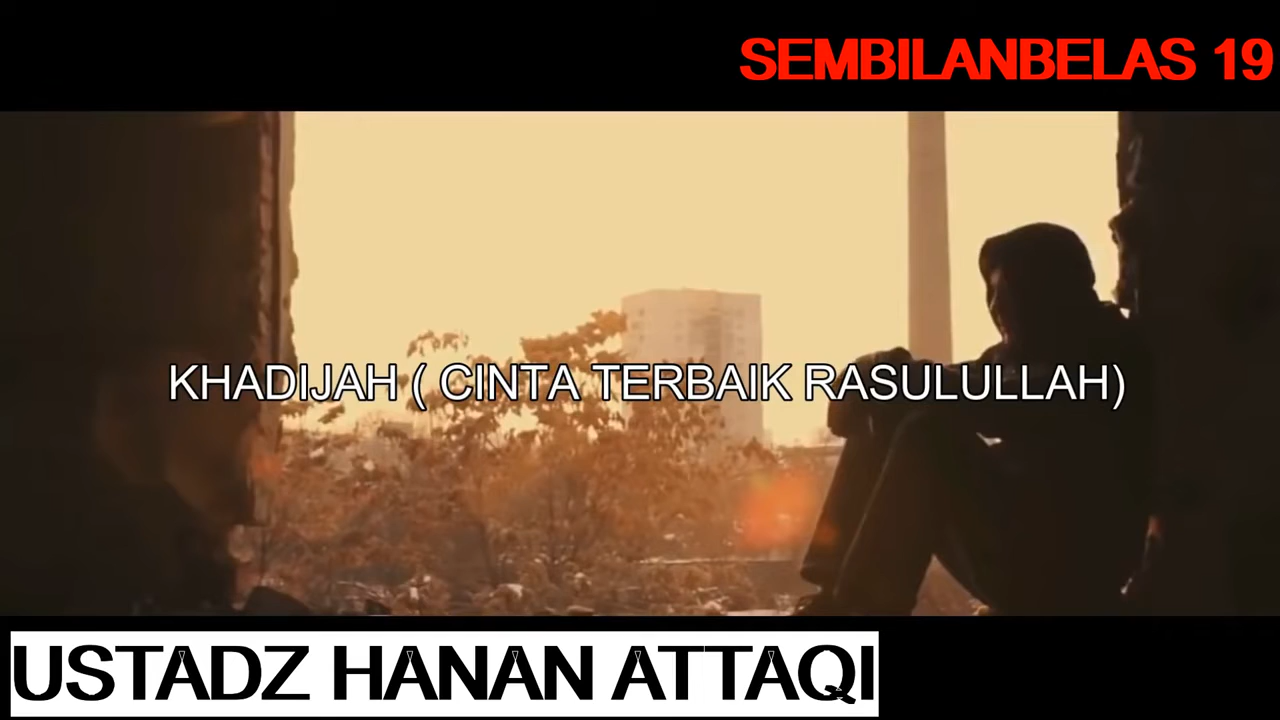 SEMBILANBELAS 19
KHADIJAH ( CINTA TERBAIK RASULULLAH)
USTADZ HANAN ATTAQI